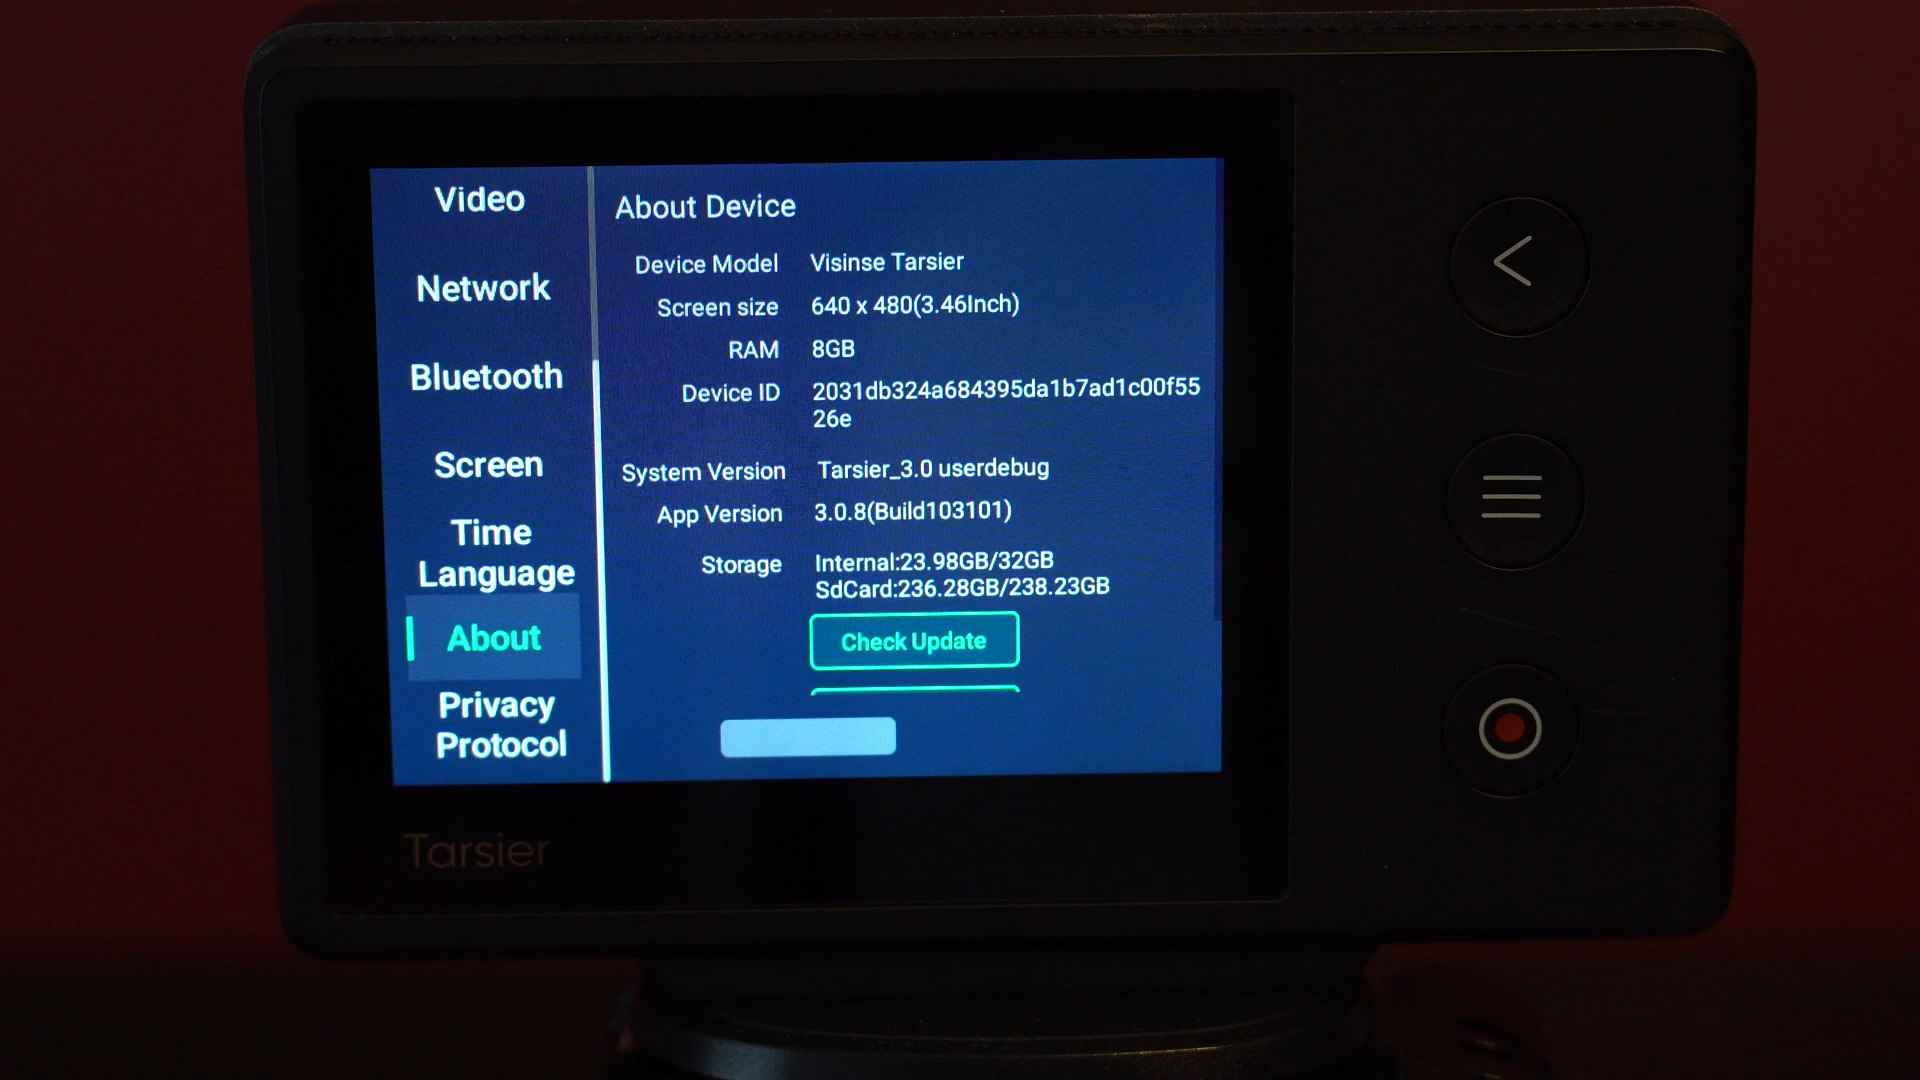 Video
Network
Bluetooth
Screen
Time
Language
About
Privacy
Protocol
About Device
Device Model Visinse Tarsier
Screen size 640 x 480(3.46Inch)
RAM 8GB
Device ID 2031db324a684395da1b7ad1c00f55
26e
System Version Tarsier_3.0 userdebug
App Version 3.0.8(Build103101)
Storage Internal:23.98GB/32GB
SdCard:236.28GB/238.23GB
Check Update
Tarsier